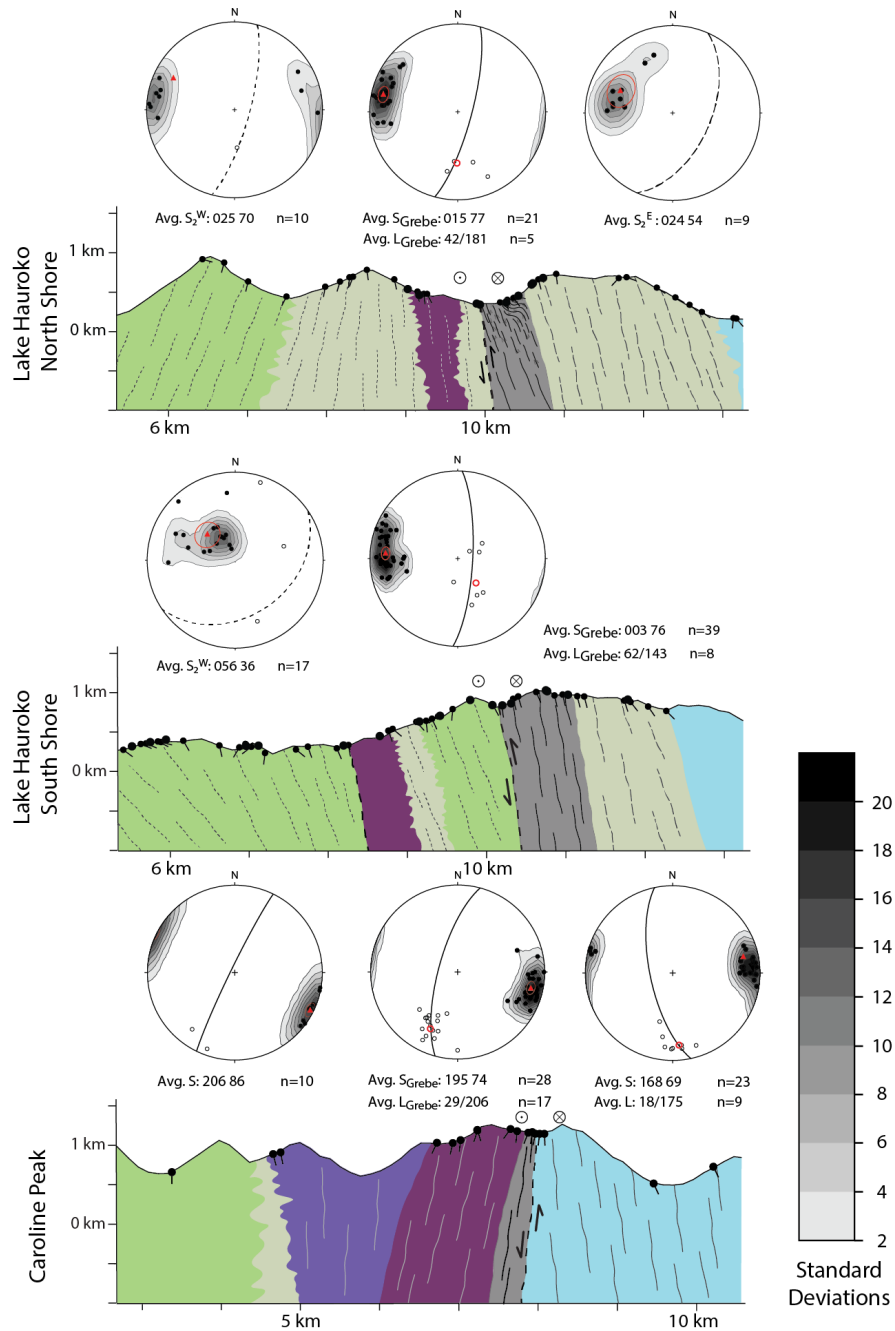 N N N
Avg. S2W: 025 70 n=10
Avg. SGrebe: 015 77 n=21
Avg. LGrebe: 42/181 n=5
Avg. S2E: 024 54 n=9
Lake Hauroko
North Shore
1 km
0 km
6 km 10 km
N N
Avg. S2W: 056 36 n=17
Avg. SGrebe: 003 76 n=39
Avg. LGrebe: 62/143 n=8
Lake Hauroko
South Shore
1 km
0 km
6 km 10 km
N N N
Avg. S: 206 86 n=10
Avg. SGrebe: 195 74 n=28
Avg. LGrebe: 29/206 n=17
Avg. S: 168 69 n=23
Avg. L: 18/175 n=9
Caroline Peak
1 km
0 km
5 km 10 km
20
18
16
14
12
10
8
6
4
2
Standard
Deviations